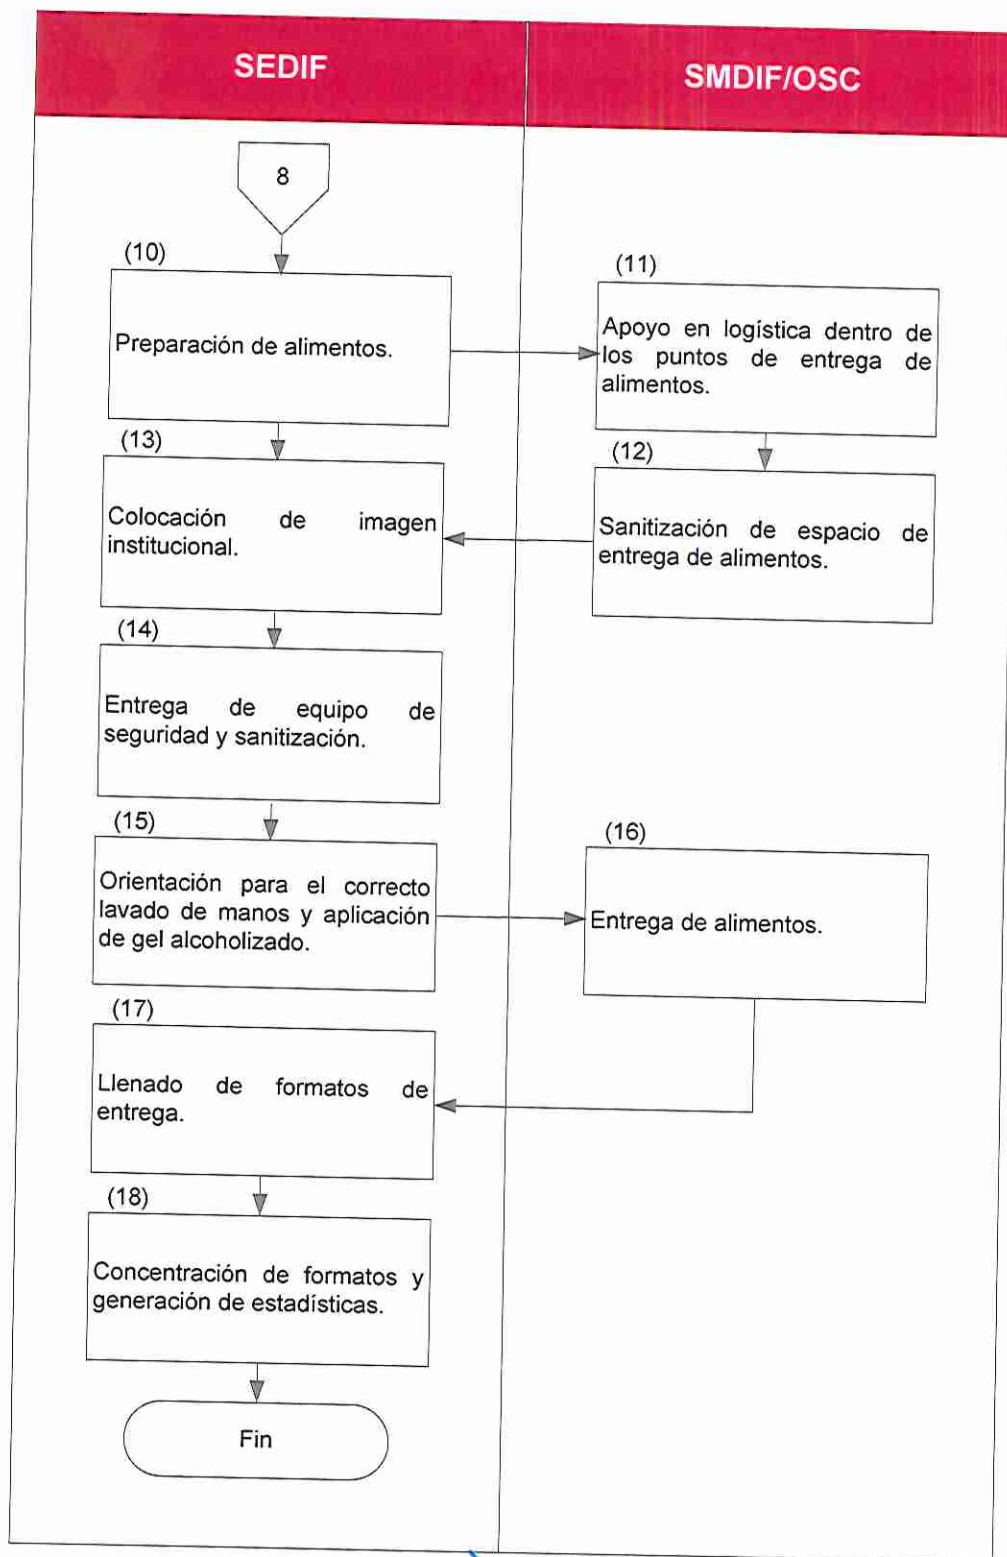 SEDIF
SMDIF/OSC
8
(10)
Preparación de alimentos.
(11)
Apoyo en logística dentro de
los puntos de entrega de
alimentos.
(12)
Sanitización de espacio de
entrega de alimentos.
(13)
Colocación de imagen
institucional.
(14)
Entrega de equipo de
seguridad y sanitización.
(15)
Orientación para el correcto
lavado de manos y aplicación
de gel alcoholizado.
(16)
Entrega de alimentos.
(17)
Llenado de formatos de
entrega.
(18)
Concentración de formatos y
generación de estadísticas.
Fin